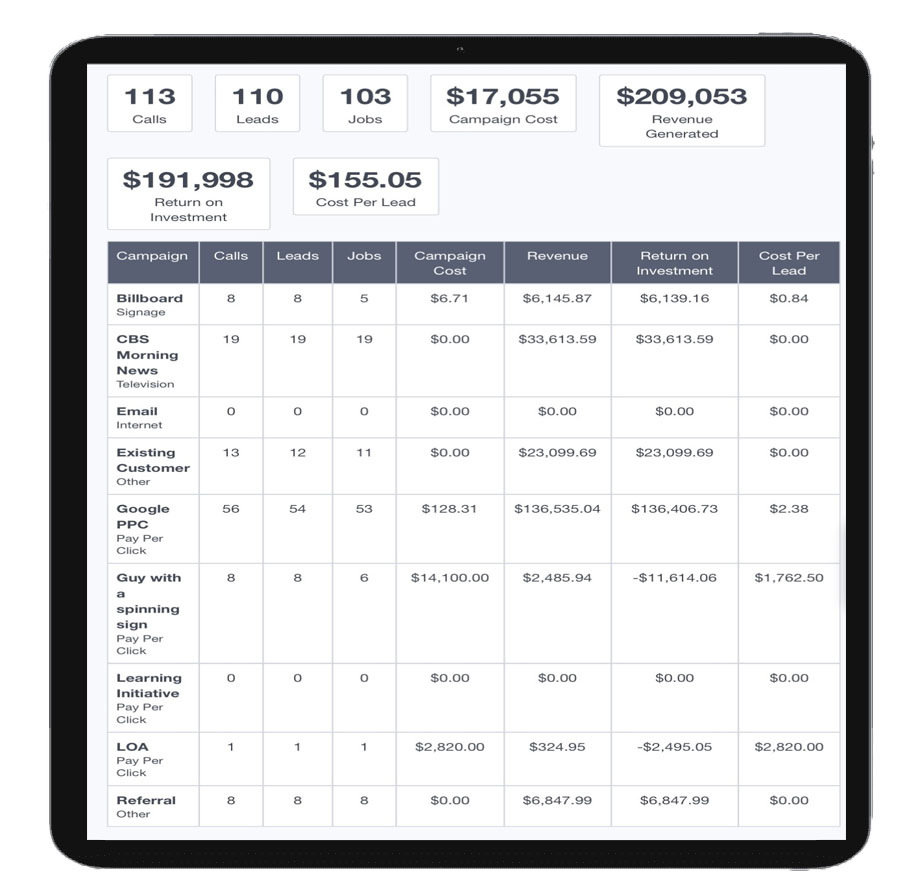 113
Calls
110
Leads
103
Jobs
$17,055
Campaign Cost
$209,053
Revenue
Generated
$191,998
Return on
Investment
$155.05
Cost Per Lead
Campaign Calls Leads Jobs Campaign Cost Revenue Return on Investment Cost Per Lead
Billboard 8 8 5 $6.71 $6,145.87 $6,139.16 $0.84
Signage
CBS 19 19 19 $0.00 $33,613.59 $33,613.59 $0.00
Morning
News
Television
Email 0 0 0 $0.00 $0.00 $0.00 $0.00
Internet
Existing 13 12 11 $0.00 $23,099.69 $23,099.69 $0.00
Customer
Other
Google 56 54 53 $128.31 $136,535.04 $136,406.73 $2.38
PPC
Pay Per
Click
Guy with 8 8 6 $14,100.00 $2,485.94 -$11,614.06 $1,762.50
a
spinning
sign
Pay Per
Click
Learning 0 0 0 $0.00 $0.00 $0.00 $0.00
Initiative
Pay Per
Click
LOA 1 1 1 $2,820.00 $324.95 -$2,495.05 $2,820.00
Pay Per
Click
Referral 8 8 8 $0.00 $6,847.99 $6,847.99 $0.00
Other